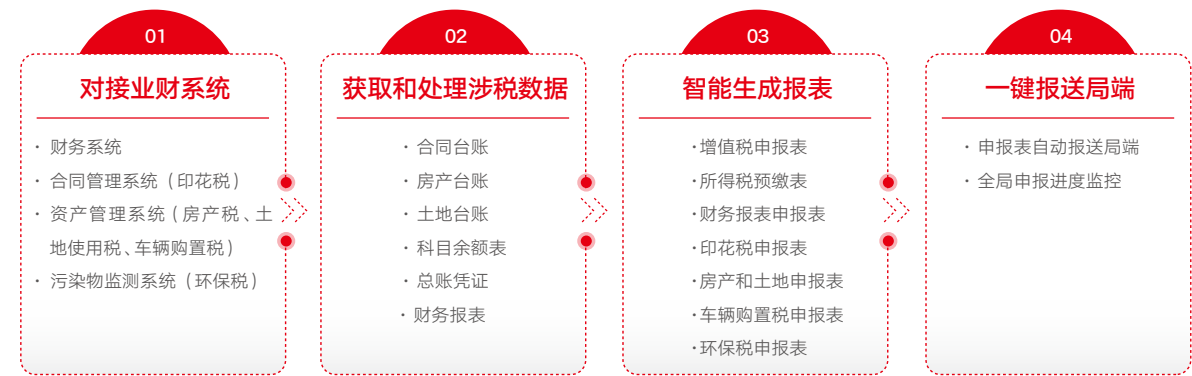 01
对接业财系统
· 财务系统
· 合同管理系统（印花税）
· 资产管理系统（房产税、土
地使用税、车辆购置税）
· 污染物监测系统（环保税）
02
获取和处理涉税数据
· 合同台账
· 房产台账
· 土地台账
· 科目余额表
· 总账凭证
· 财务报表
03
智能生成报表
·增值税申报表
·所得税预缴表
·财务报表申报表
·印花税申报表
·房产和土地申报表
·车辆购置税申报表
·环保税申报表
04
一键报送局端
· 申报表自动报送局端
· 全局申报进度监控